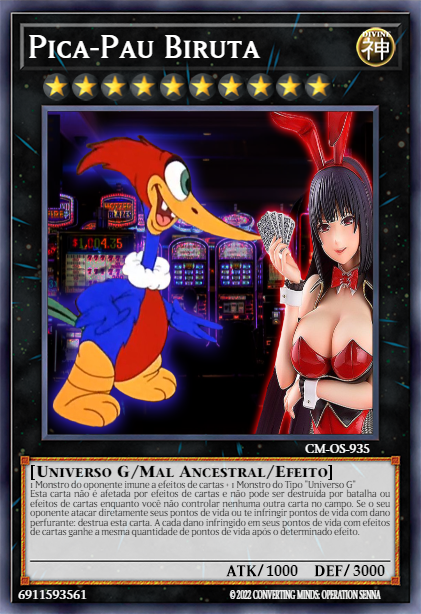 Pica-Pau Biruta
DIVINE
神
$1,004.35
CM-OS-935
[Universo G/Mal Ancestral/Efeito]
1 Monstro do oponente imune a efeitos de cartas + 1 Monstro do Tipo "Universo G"
Esta carta não é afetada por efeitos de cartas e não pode ser destruída por batalha ou
efeitos de cartas enquanto você não controlar nenhuma outra carta no campo. Se o seu
oponente atacar diretamente seus pontos de vida ou te infringir pontos de vida com dano
perfurante: destrua esta carta. A cada dano infringido em seus pontos de vida com efeitos
de cartas ganhe a mesma quantidade de pontos de vida após o determinado efeito.
ATK/1000 DEF/3000
6911593561
©2022 CONVERTING MINDS: OPERATION SENNA